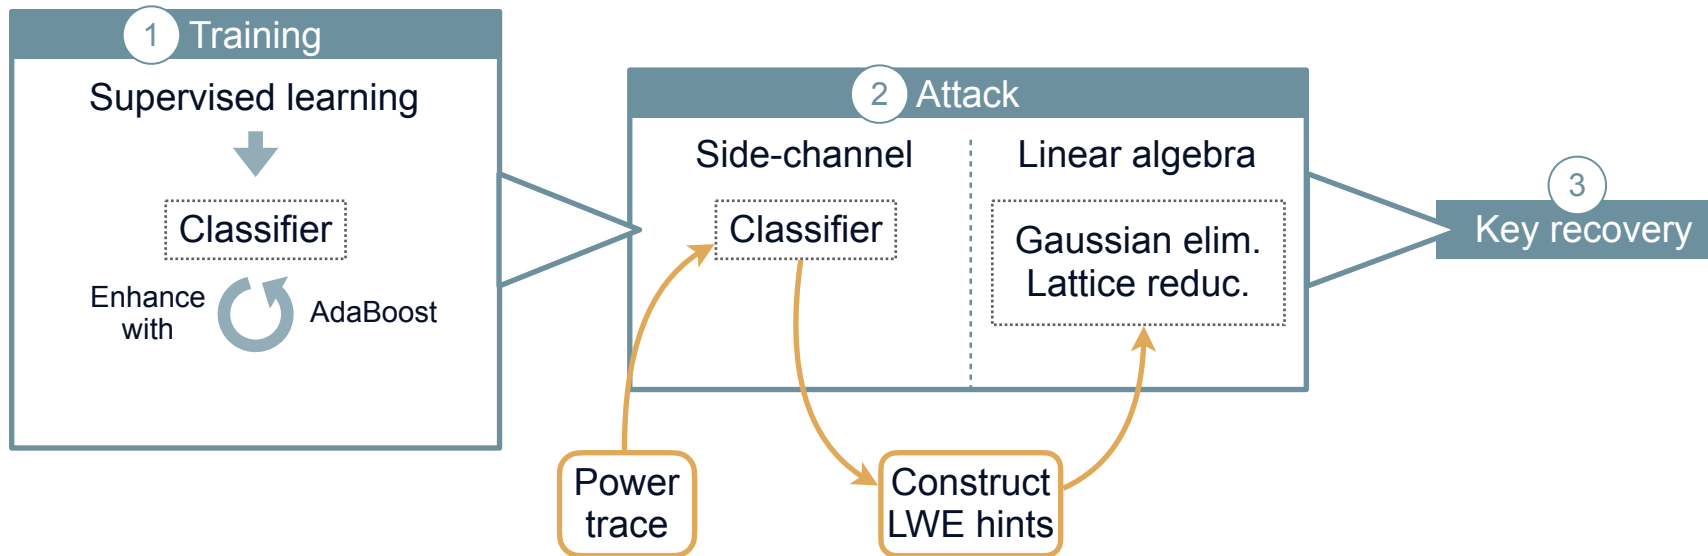 1 Training
Supervised learning
Classifier
Enhance
with
AdaBoost
2 Attack
Side-channel
Classifier
Linear algebra
Gaussian elim.
Lattice reduc.
Power
trace
Construct
LWE hints
3
Key recovery